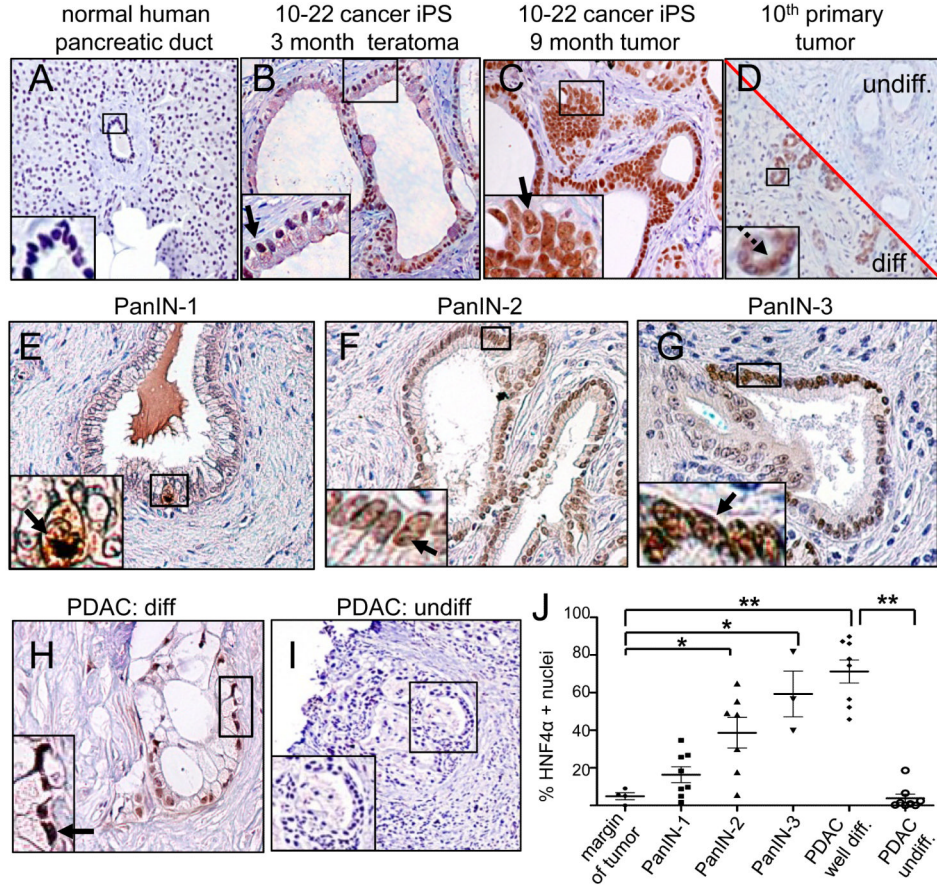 normal human
pancreatic duct
10-22 cancer iPS
3 month teratoma
10-22 cancer iPS
9 month tumor
10th primary
tumor
A
B
C
D
undiff.
diff
PanIN-1
PanIN-2
PanIN-3
E
F
G
PDAC: diff
PDAC: undiff
H
I
J
% HNF4α + nuclei
100
80
60
40
20
**
*
*
**
margin
of tumor
PanIN-1
PanIN-2
PanIN-3
PDAC
well diff.
PDAC
undiff.